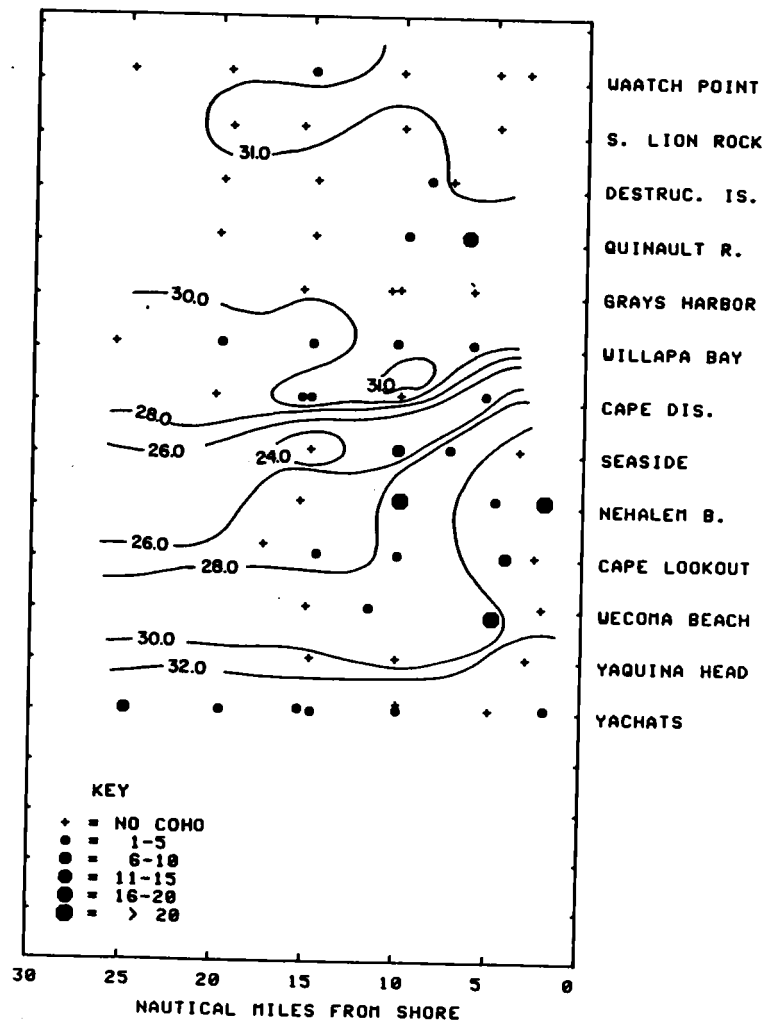 WAATCH POINT
S. LION ROCK
31.0
DESTRUC. IS.
QUINAULT R.
30.0
GRAYS HARBOR
WILLAPA BAY
31.0
CAPE DIS.
28.0
26.0
24.0
SEASIDE
NEHALEM B.
26.0
28.0
CAPE LOOKOUT
WECOMA BEACH
30.0
32.0
YAQUINA HEAD
YACHATS
KEY
+ = NO COHO
● = 1-5
● = 6-10
● = 11-15
● = 16-20
● = > 20
30 25 20 15 10 5 0
NAUTICAL MILES FROM SHORE